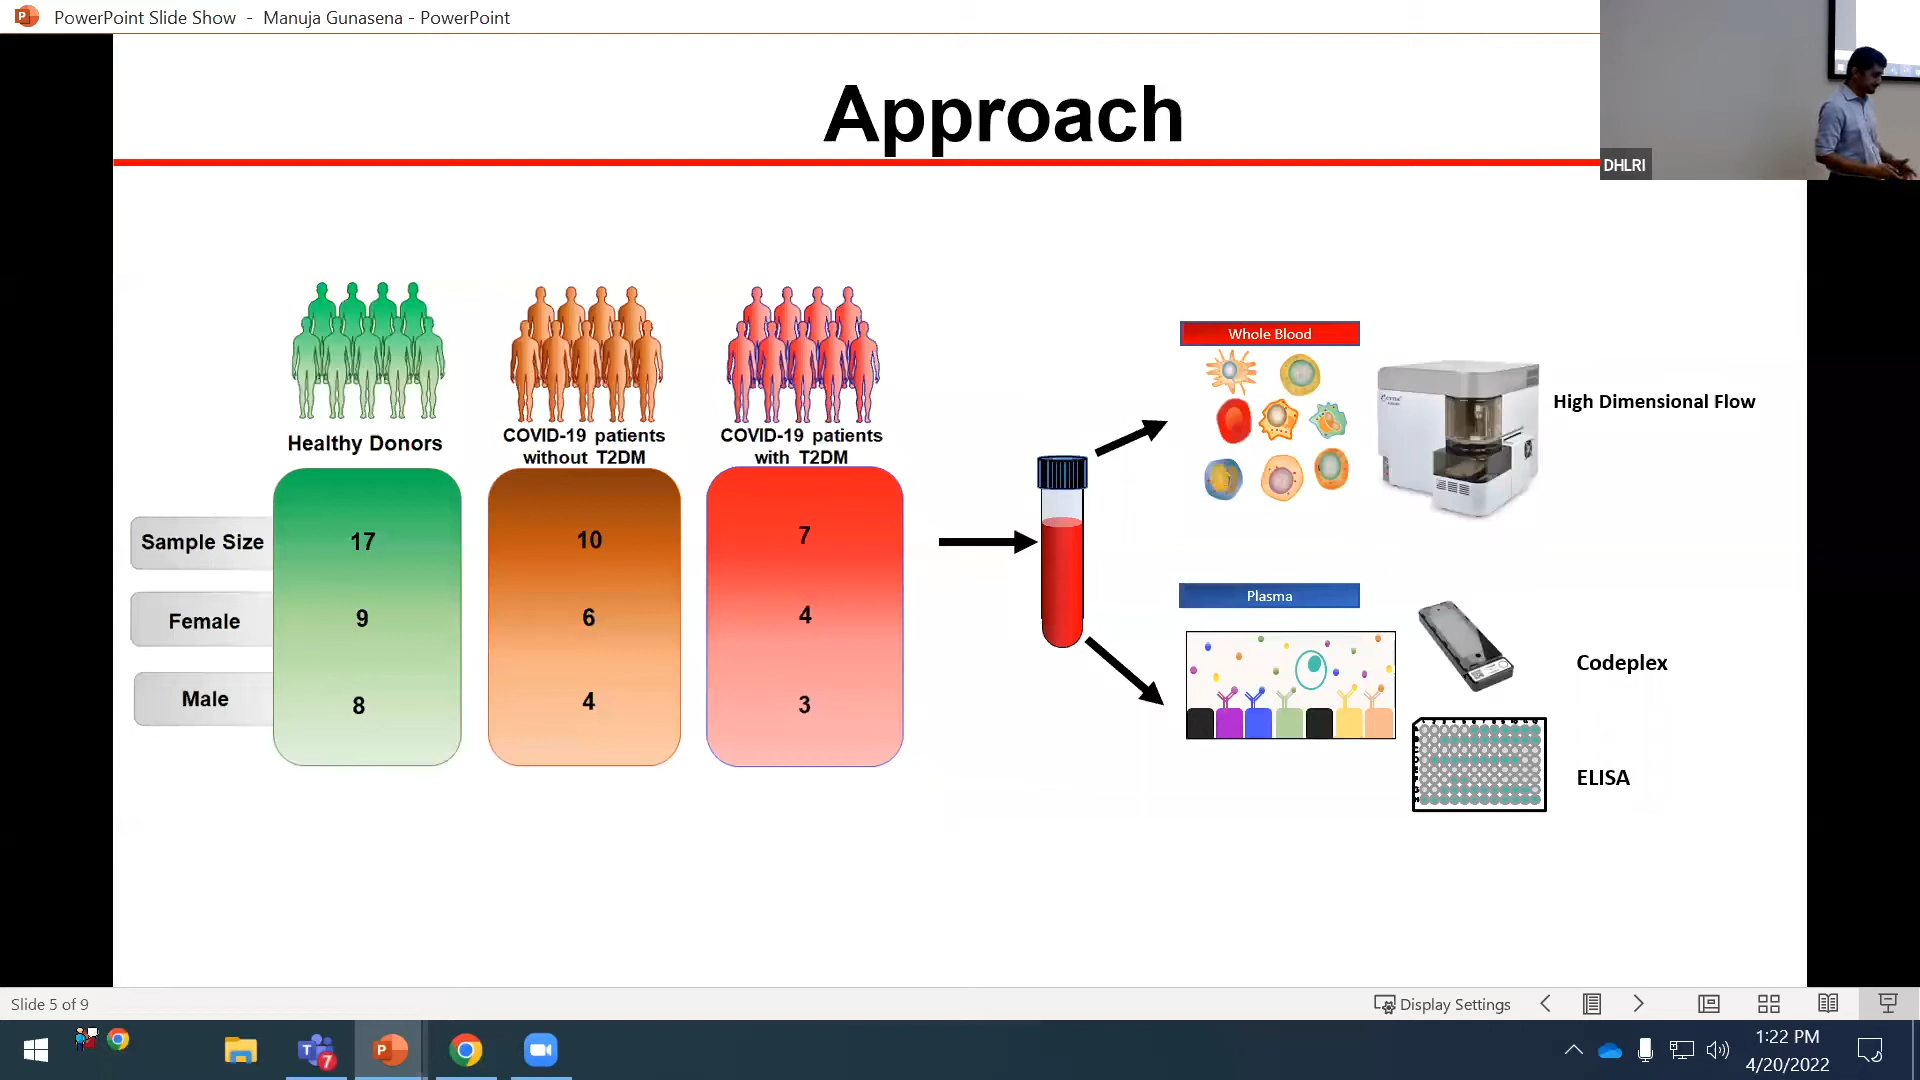 PowerPoint Slide Show - Manuja Gunasena - PowerPoint
DHLRI
Approach
Healthy Donors
COVID-19 patients
without T2DM
COVID-19 patients
with T2DM
Sample Size
17
10
7
Female
9
6
4
Male
8
4
3
Whole Blood
High Dimensional Flow
Plasma
Codeplex
ELISA
Slide 5 of 9
Display Settings
7
1:22 PM
4/20/2022